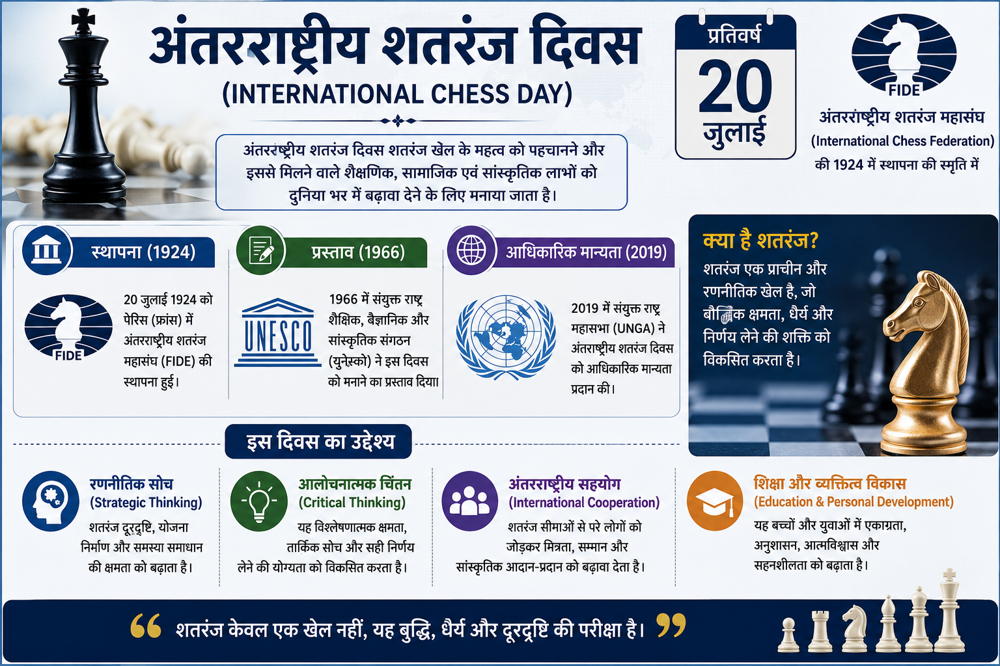 अंतरराष्ट्रीय शतरंज दिवस
(INTERNATIONAL CHESS DAY)
अंतरराष्ट्रीय शतरंज दिवस शतरंज खेल के महत्व को पहचानने और
इससे मिलने वाले शैक्षणिक, सामाजिक एवं सांस्कृतिक लाभों को
दुनिया भर में बढ़ावा देने के लिए मनाया जाता है।
प्रतिवर्ष
20
जुलाई
FIDE
अंतरराष्ट्रीय शतरंज महासंघ
(International Chess Federation)
की 1924 में स्थापना की स्मृति में
स्थापना (1924)
FIDE
20 जुलाई 1924 को
पेरिस (फ्रांस) में
अंतरराष्ट्रीय शतरंज
महासंघ (FIDE) की
स्थापना हुई।
प्रस्ताव (1966)
UNESCO
1966 में संयुक्त राष्ट्र
शैक्षिक, बैज्ञानिक और
सांस्कृतिक संगठन
(युनेस्को) ने इस दिवस
को मनाने का प्रस्ताव दिया।
आधिकारिक मान्यता (2019)
2019 में संयुक्त राष्ट्र
महासभा (UNGA) ने
अंतराष्ट्रीय शतरंज दिवस
को आधिकारिक मान्यता
प्रदान की।
क्या है शतरंज?
शतरंज एक प्राचीन और
रणनीतिक खेल है, जो
क्षमता, धैर्य और
निर्णय लेने की शक्ति को
विकसित करता है।
इस दिवस का उद्देश्य
रणनीतिक सोच
(Strategic Thinking)
शतरंज दूरदृष्टि, योजना
निर्माण और समस्या समाधान
की क्षमता को बढ़ाता है।
आलोचनात्मक चिंतन
(Critical Thinking)
यह विश्लेषणात्मक क्षमता,
तार्किक सोच और सही निर्णय
लेने की योग्यता को विकसित करता है।
अंतरराष्ट्रीय सहयोग
(International Cooperation)
शतरंज सीमाओं से परे लोगों को
जोड़कर मित्रता, सम्मान और
सांस्कृतिक आदान-प्रदान को बढ़ावा देता है।
शिक्षा और व्यक्तित्व विकास
(Education & Personal Development)
यह बच्चों और युवाओं में एकाग्रता,
अनुशासन, आत्मविश्वास और
सहनशीलता को बढ़ाता है।
“ शतरंज केवल एक खेल नहीं, यह बुद्धि, धैर्य और दूरदृष्टि की परीक्षा है। ”